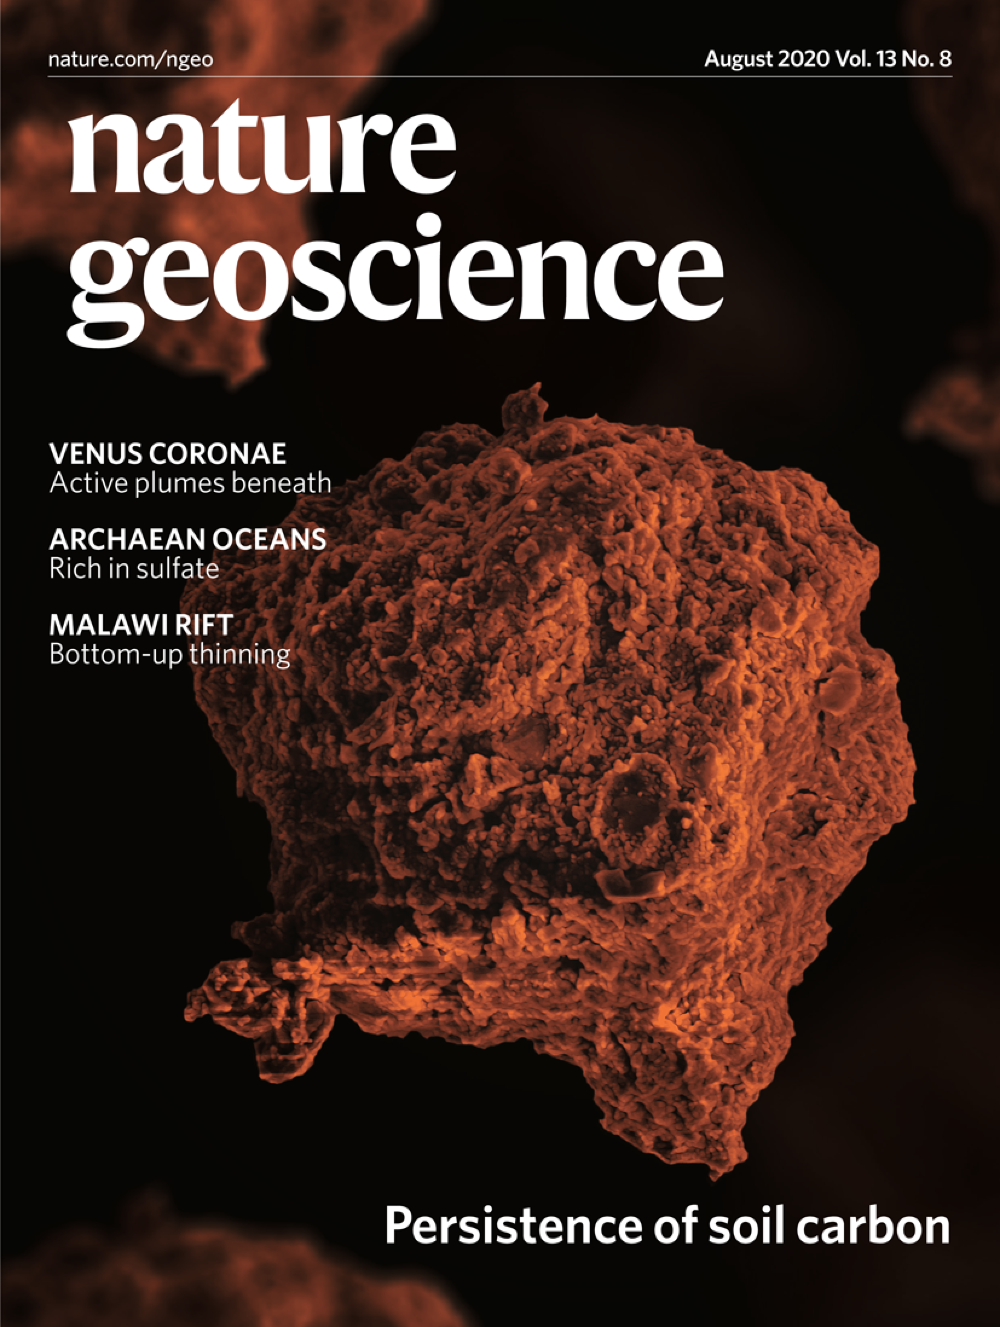 nature.com/ngeo
August 2020 Vol. 13 No. 8
nature
geoscience
VENUS CORONAE
Active plumes beneath
ARCHAEAN OCEANS
Rich in sulfate
MALAWI RIFT
Bottom-up thinning
Persistence of soil carbon